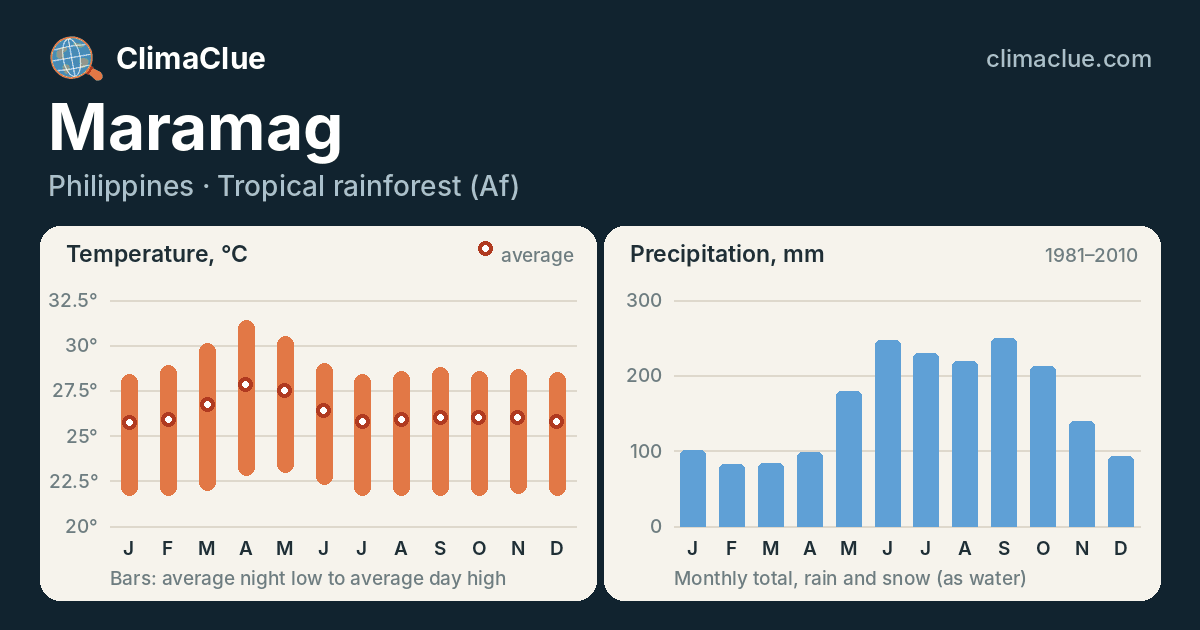 ClimaClue
climaclue.com
Maramag
Philippines · Tropical rainforest (Af)
Temperature, °C
average
32.5°
30°
27.5°
25°
22.5°
20°
J F M A M J J A S O N D
Bars: average night low to average day high
Precipitation, mm
1981–2010
300
200
100
0
J F M A M J J A S O N D
Monthly total, rain and snow (as water)